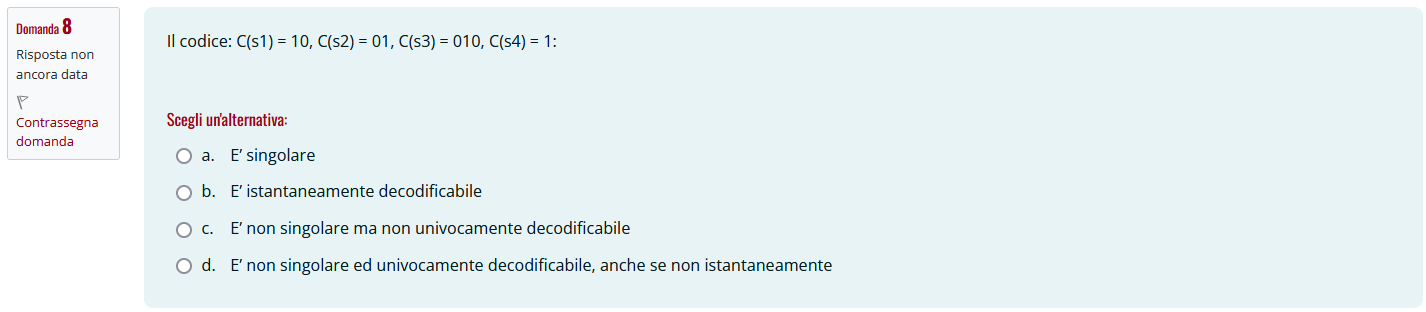 Domanda 8
Risposta non
ancora data
Contrassegna
domanda
Il codice: C(s1) = 10, C(s2) = 01, C(s3) = 010, C(s4) = 1:
Scegli un'alternativa:
a. E’ singolare
b. E’ istantaneamente decodificabile
c. E’ non singolare ma non univocamente decodificabile
d. E’ non singolare ed univocamente decodificabile, anche se non istantaneamente